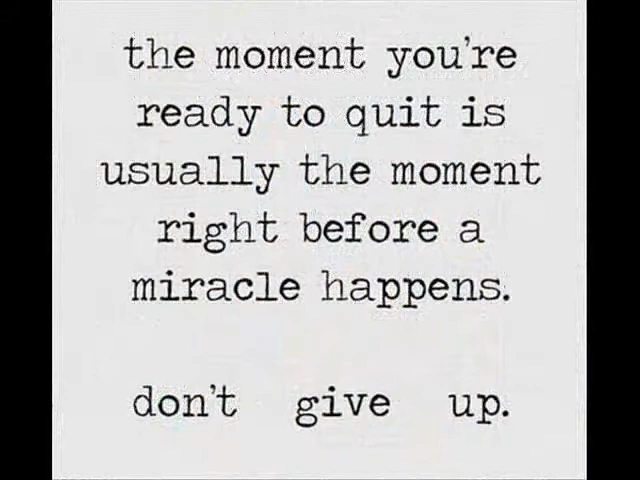 the moment you're
ready to quit is
usually the moment
right before a
miracle happens.
don't give up.